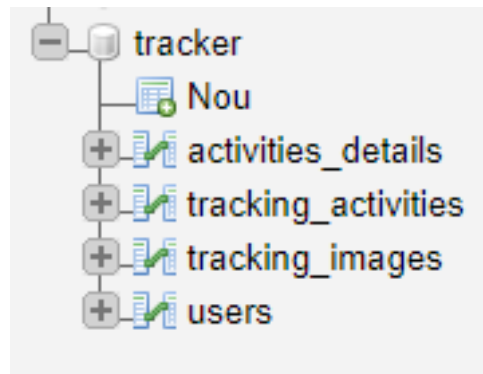 tracker
Nou
activities_details
tracking_activities
tracking_images
users